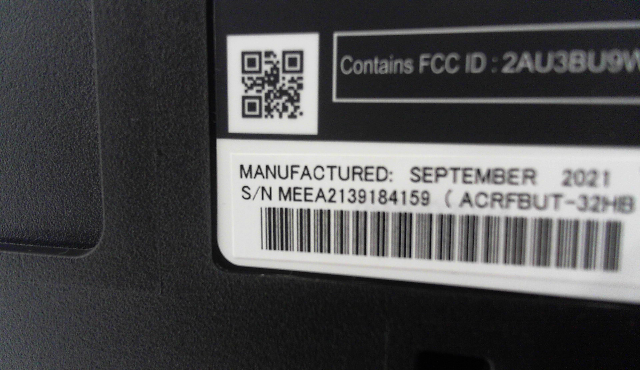 Contains FCC ID : 2AU3BU9W
MANUFACTURED: SEPTEMBER 2021
S/N MEEA2139184159 ( ACRFBUT-32HB